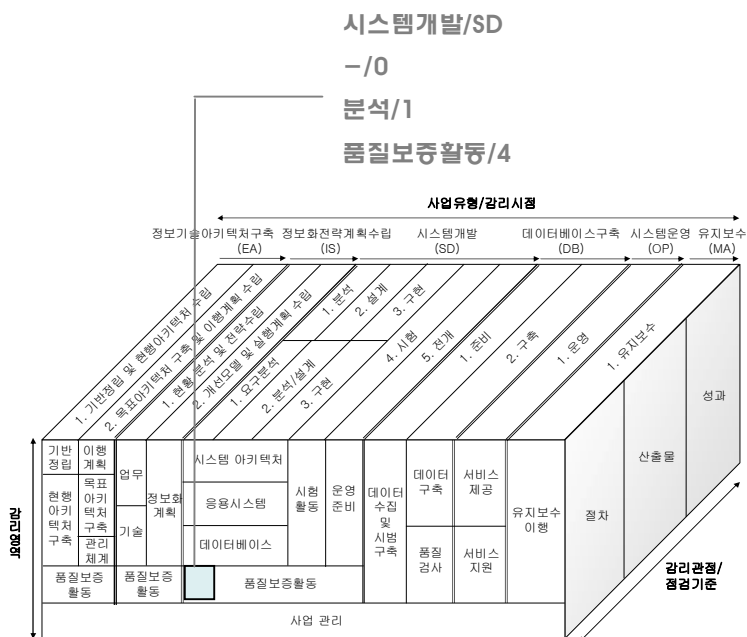 시스템개발/SD
–/0
분석/1
품질보증활동/4
사업유형/감리시점
정보기술아키텍처구축
(EA)
정보화전략계획수립
(IS)
시스템개발
(SD)
데이터베이스구축
(DB)
시스템운영
(OP)
유지보수
(MA)
1. 기반정립 및 현행아키텍처 수립
2. 목표아키텍처 구축 및 이행계획 수립
1. 현황 분석 및 전략수립
2. 개선모델 및 실행계획 수립
1. 분석
2. 설계
3. 구현
1. 요구분석
2. 분석/설계
3. 구현
4. 시험
5. 전개
1. 준비
2. 구축
1. 운영
1. 유지보수
기반
정립
이행
계획
현행
아키
텍처
구축
목표
아키
텍처
구축
관리
체계
업무
기술
정보화
계획
시스템 아키텍처
응용시스템
데이터베이스
시험
활동
운영
준비
데이터
수집
및
시범
구축
데이터
구축
품질
검사
서비스
제공
서비스
지원
유지보수
이행
절차
산출물
성과
품질보증
활동
품질보증
활동
품질보증활동
사업 관리
감리영역
감리관점/
점검기준